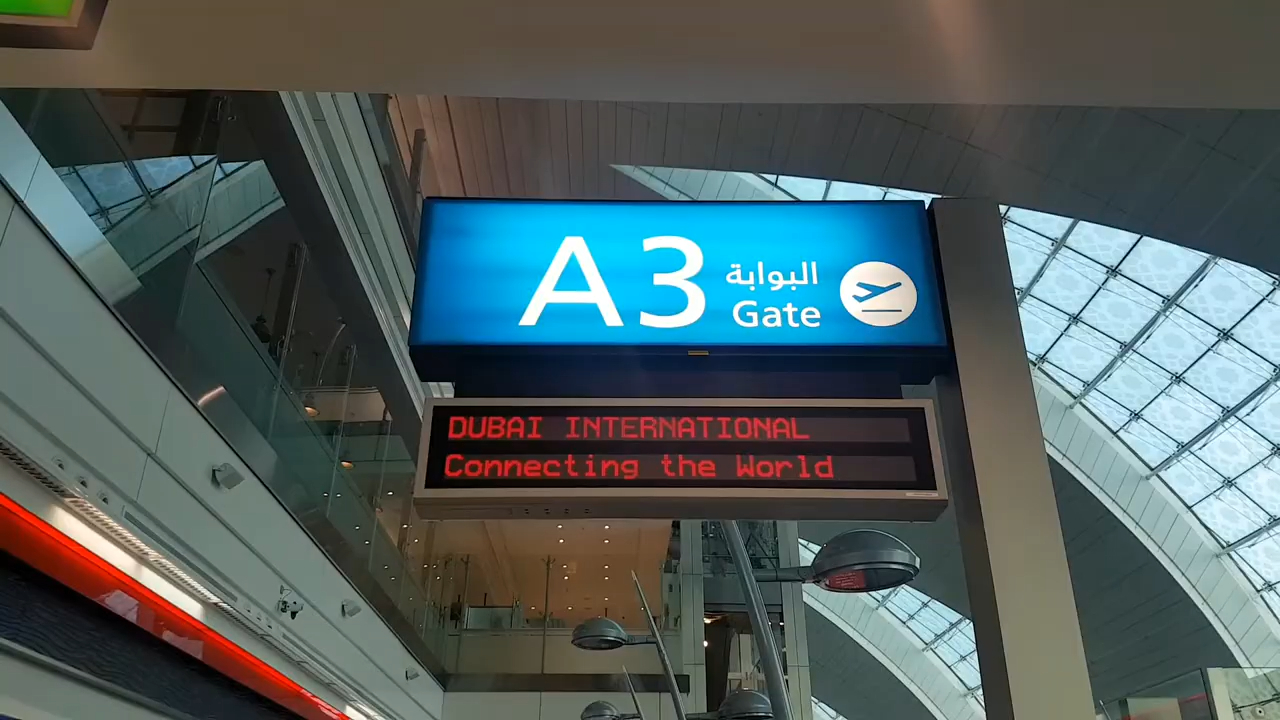 A3 البوابة
Gate
DUBAI INTERNATIONAL
Connecting the World